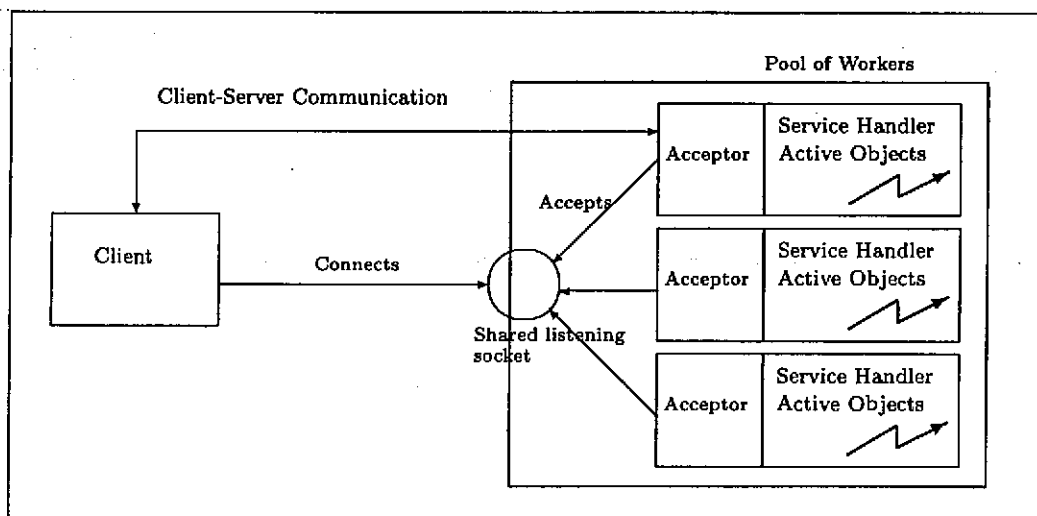 Pool of Workers
Client-Server Communication
Service Handler
Acceptor
Active Objects
Accepts
Client
Connects
Service Handler
Acceptor
Active Objects
Shared listening
socket
Service Handler
Acceptor
Active Objects